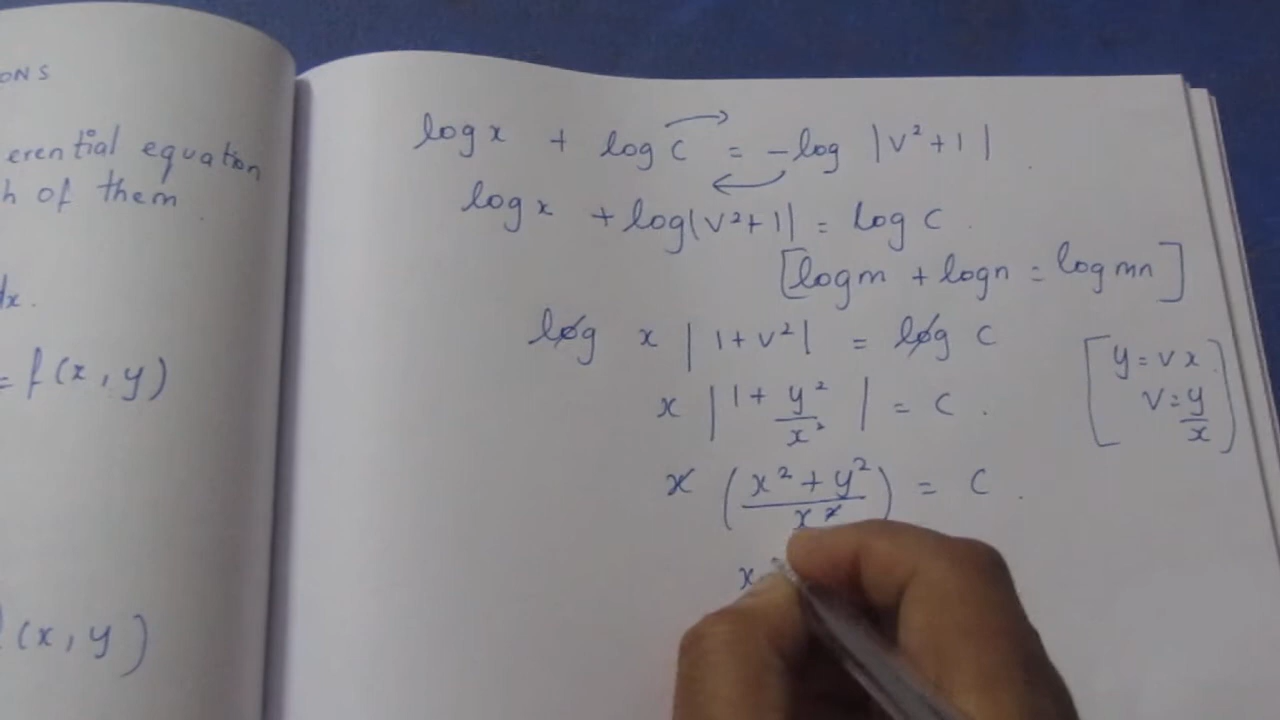 ONS
erential equation
h of them.
dx.
= f(x, y)
(x, y)
log x + log c = - log |v² + 1|
log x + log |v² + 1| = log c.
[log m + log n = log mn]
log x |1 + v²| = log c
[y = vx
v = y/x]
x |1 + y²/x²| = c.
x (x² + y²/x²) = c.
x